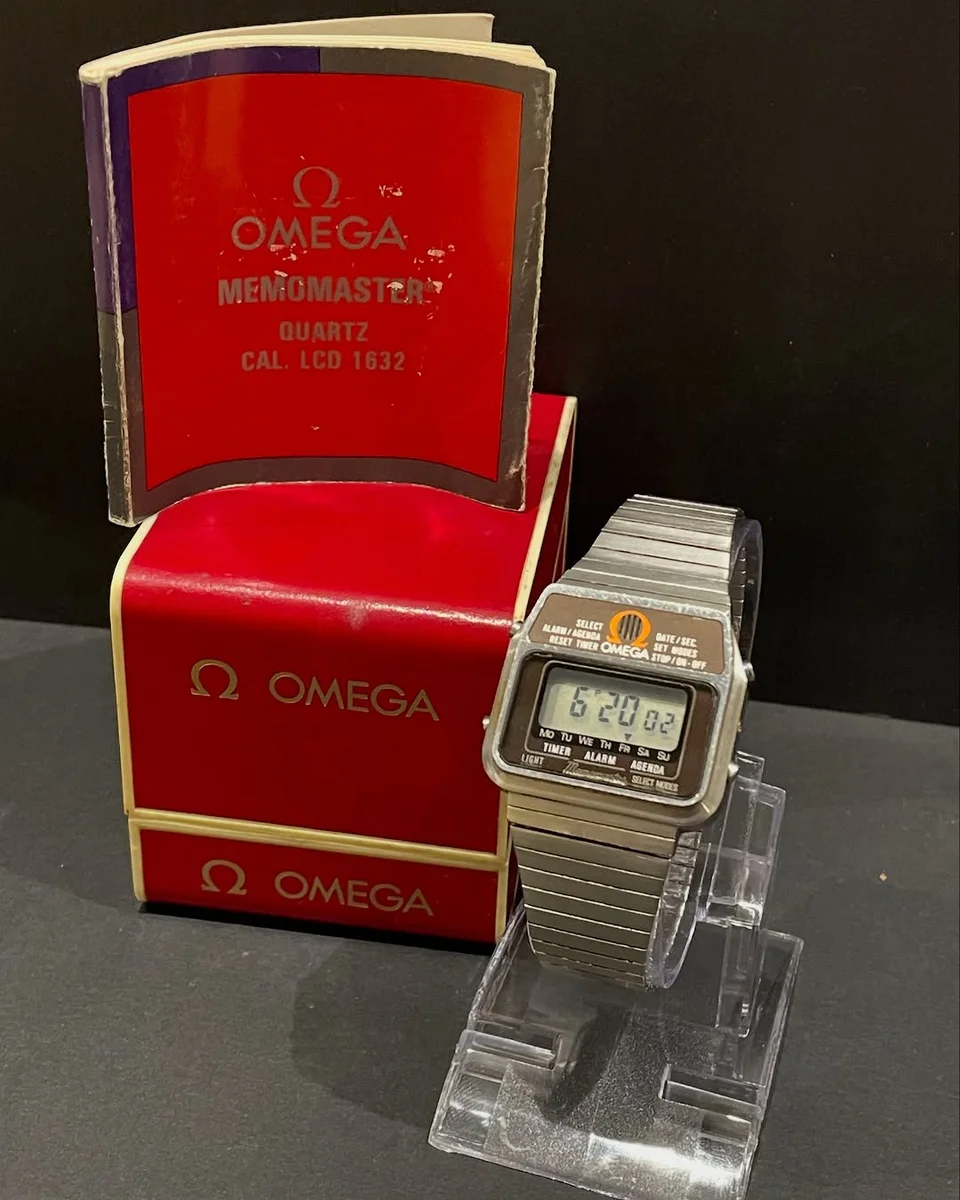 Ω
OMEGA
MEMOMASTER
QUARTZ
CAL. LCD 1632
Ω OMEGA
Ω OMEGA
SELECT
ALARM/AGENDA
RESET TIMER
Ω
OMEGA
DATE/SEC.
SET MODES
STOP/ON-OFF
6:20 02
MO TU WE TH FR SA SU
TIMER ALARM AGENDA
LIGHT Memomaster SELECT MODES